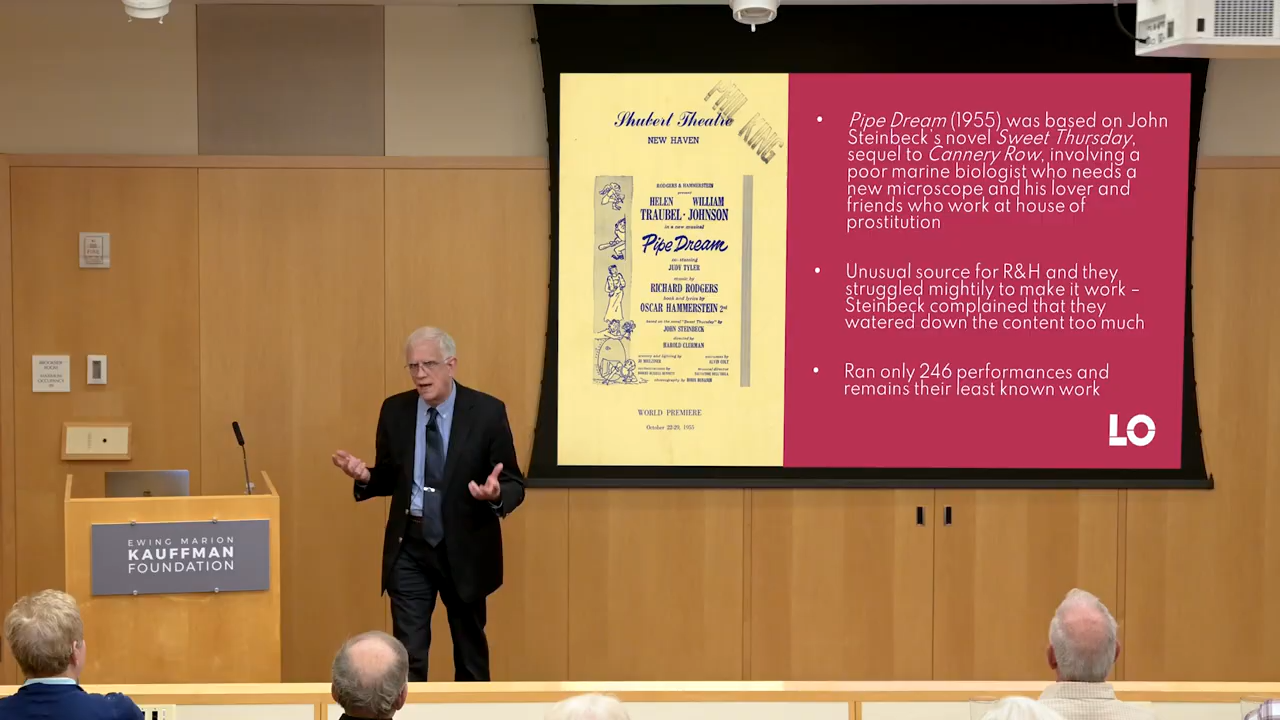 Shubert Theatre
PHIL KING
NEW HAVEN
RODGERS & HAMMERSTEIN
present
HELEN WILLIAM
TRAUBEL · JOHNSON
in a new musical
Pipe Dream
co-starring
JUDY TYLER
music by
RICHARD RODGERS
book and lyrics by
OSCAR HAMMERSTEIN 2nd
based on the novel "Sweet Thursday" by
JOHN STEINBECK
directed by
HAROLD CLURMAN
WORLD PREMIERE
October 22-29, 1955
• Pipe Dream (1955) was based on John
Steinbeck's novel Sweet Thursday,
sequel to Cannery Row, involving a
poor marine biologist who needs a
new microscope and his lover and
friends who work at house of
prostitution
• Unusual source for R&H and they
struggled mightily to make it work –
Steinbeck complained that they
watered down the content too much
• Ran only 246 performances and
remains their least known work
LO
EWING MARION
KAUFFMAN
FOUNDATION